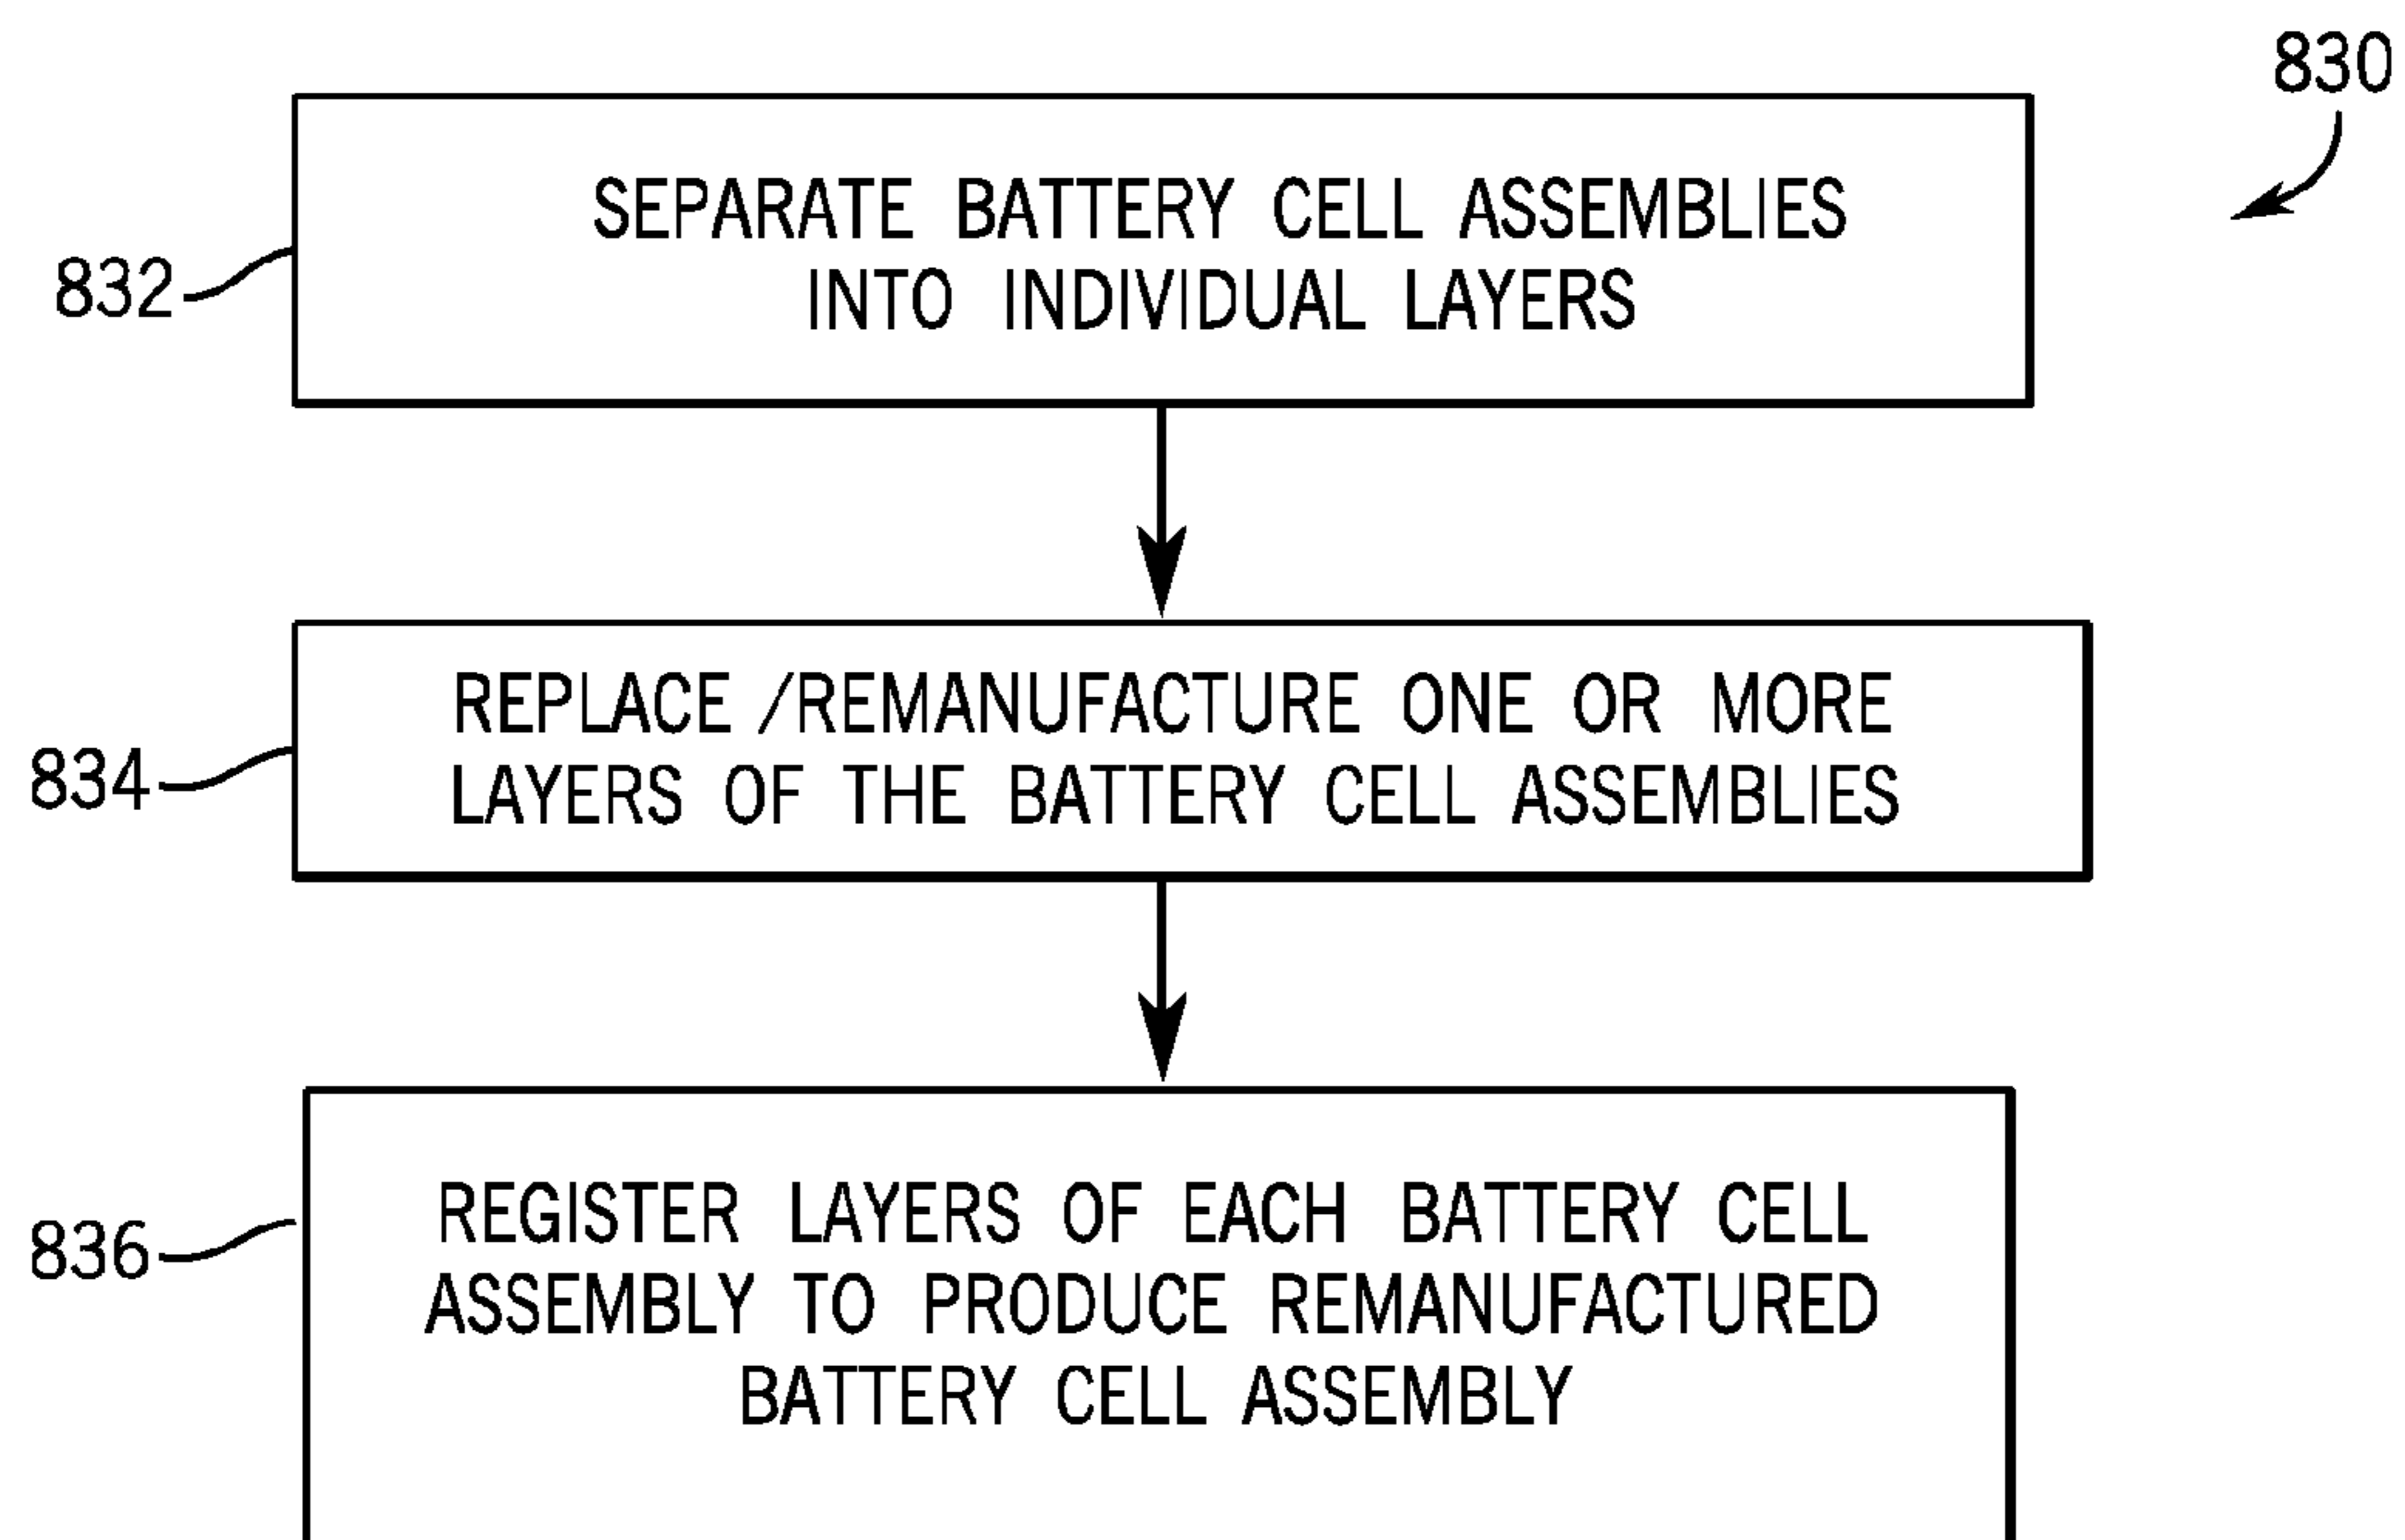 830
SEPARATE BATTERY CELL ASSEMBLIES
INTO INDIVIDUAL LAYERS
832
REPLACE /REMANUFACTURE ONE OR MORE
LAYERS OF THE BATTERY CELL ASSEMBLIES
834
REGISTER LAYERS OF EACH BATTERY CELL
ASSEMBLY TO PRODUCE REMANUFACTURED
BATTERY CELL ASSEMBLY
836